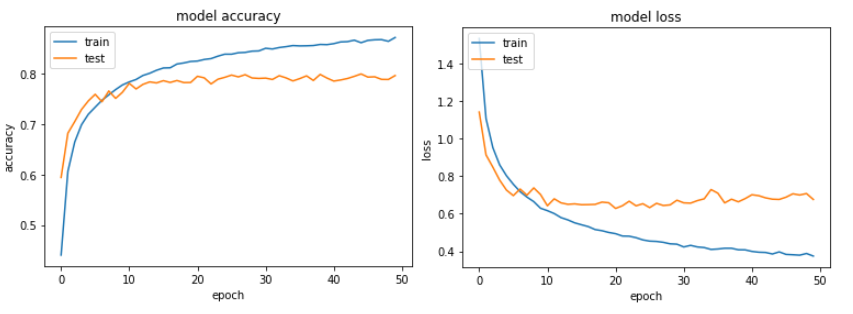 model accuracy
train
test
0.8
0.7
0.6
0.5
accuracy
0 10 20 30 40 50
epoch
model loss
train
test
1.4
1.2
1.0
0.8
0.6
0.4
loss
0 10 20 30 40 50
epoch